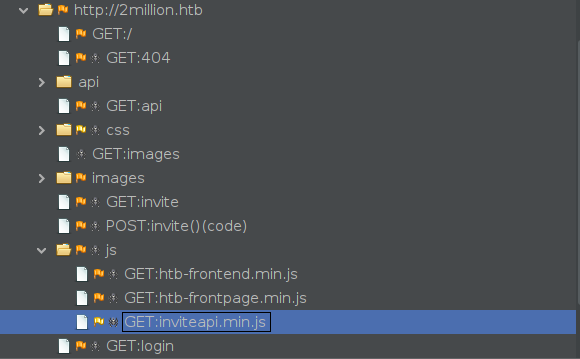 http://2million.htb
GET:/
GET:404
api
GET:api
css
GET:images
images
GET:invite
POST:invite()(code)
js
GET:htb-frontend.min.js
GET:htb-frontpage.min.js
GET:inviteapi.min.js
GET:login